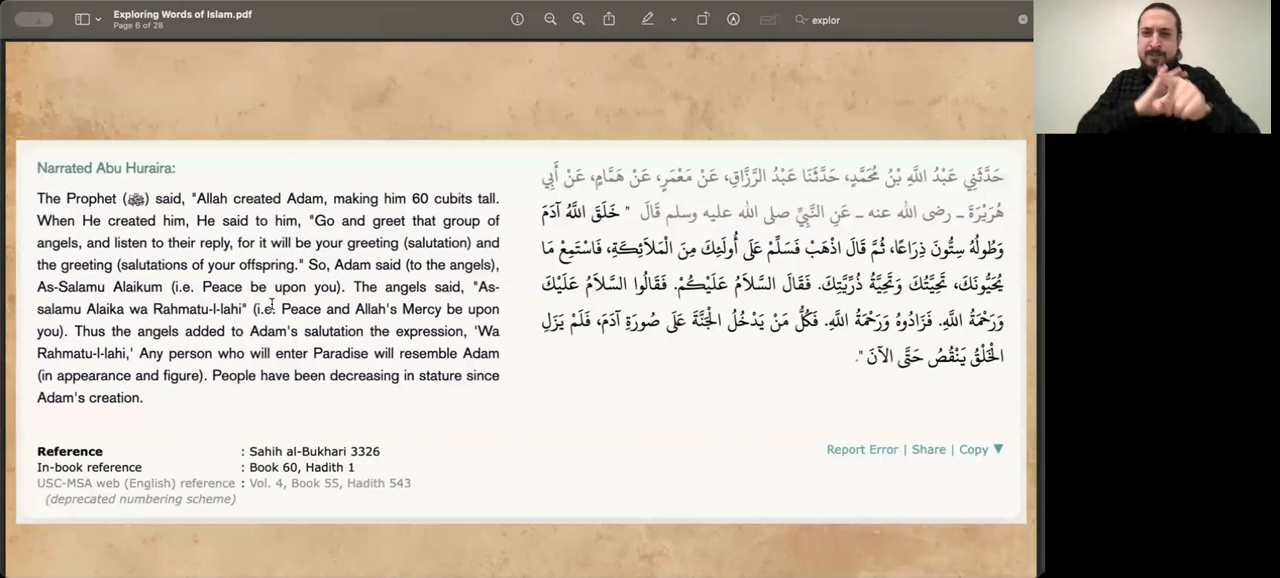 Exploring Words of Islam.pdf
Page 6 of 28
explor
Narrated Abu Huraira:
The Prophet (ﷺ) said, "Allah created Adam, making him 60 cubits tall.
When He created him, He said to him, "Go and greet that group of
angels, and listen to their reply, for it will be your greeting (salutation) and
the greeting (salutations of your offspring." So, Adam said (to the angels),
As-Salamu Alaikum (i.e. Peace be upon you). The angels said, "As-
salamu Alaika wa Rahmatu-l-lahi" (i.e. Peace and Allah's Mercy be upon
you). Thus the angels added to Adam's salutation the expression, 'Wa
Rahmatu-l-lahi,' Any person who will enter Paradise will resemble Adam
(in appearance and figure). People have been decreasing in stature since
Adam's creation.
حَدَّثَنِي عَبْدُ اللَّهِ بْنُ مُحَمَّدٍ، حَدَّثَنَا عَبْدُ الرَّزَّاقِ، عَنْ مَعْمَرٍ، عَنْ هَمَّامٍ، عَنْ أَبِي
هُرَيْرَةَ ـ رضى الله عنه ـ عَنِ النَّبِيِّ صلى الله عليه وسلم قَالَ ‏"‏ خَلَقَ اللَّهُ آدَمَ
وَطُولُهُ سِتُّونَ ذِرَاعًا، ثُمَّ قَالَ اذْهَبْ فَسَلِّمْ عَلَى أُولَئِكَ مِنَ الْمَلاَئِكَةِ، فَاسْتَمِعْ مَا
يُحَيُّونَكَ، تَحِيَّتُكَ وَتَحِيَّةُ ذُرِّيَّتِكَ‏.‏ فَقَالَ السَّلاَمُ عَلَيْكُمْ‏.‏ فَقَالُوا السَّلاَمُ عَلَيْكَ
وَرَحْمَةُ اللَّهِ‏.‏ فَزَادُوهُ وَرَحْمَةُ اللَّهِ‏.‏ فَكُلُّ مَنْ يَدْخُلُ الْجَنَّةَ عَلَى صُورَةِ آدَمَ، فَلَمْ يَزَلِ
الْخَلْقُ يَنْقُصُ حَتَّى الآنَ ‏"‏‏.‏
Reference : Sahih al-Bukhari 3326
In-book reference : Book 60, Hadith 1
USC-MSA web (English) reference : Vol. 4, Book 55, Hadith 543
(deprecated numbering scheme)
Report Error | Share | Copy ▼